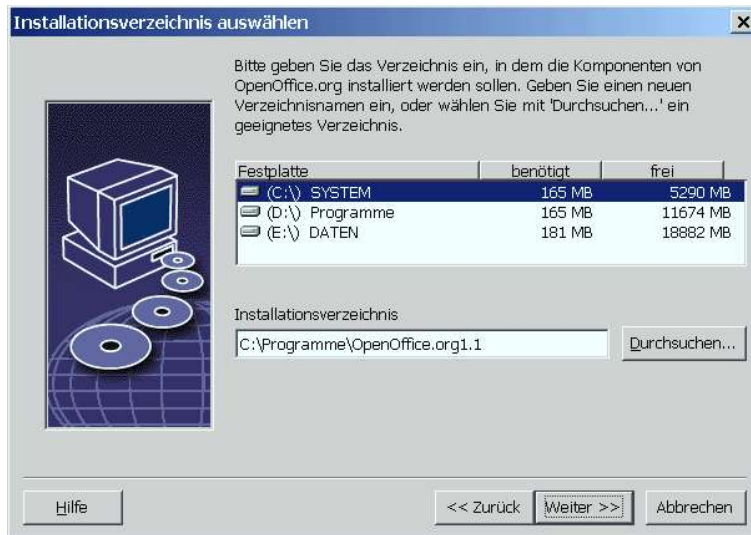 Installationsverzeichnis auswählen
Bitte geben Sie das Verzeichnis ein, in dem die Komponenten von
OpenOffice.org installiert werden sollen. Geben Sie einen neuen
Verzeichnisnamen ein, oder wählen Sie mit 'Durchsuchen...' ein
geeignetes Verzeichnis.
Festplatte benötigt frei
(C:\) SYSTEM 165 MB 5290 MB
(D:\) Programme 165 MB 11674 MB
(E:\) DATEN 181 MB 18882 MB
Installationsverzeichnis
C:\Programme\OpenOffice.org1.1 Durchsuchen...
Hilfe << Zurück Weiter >> Abbrechen